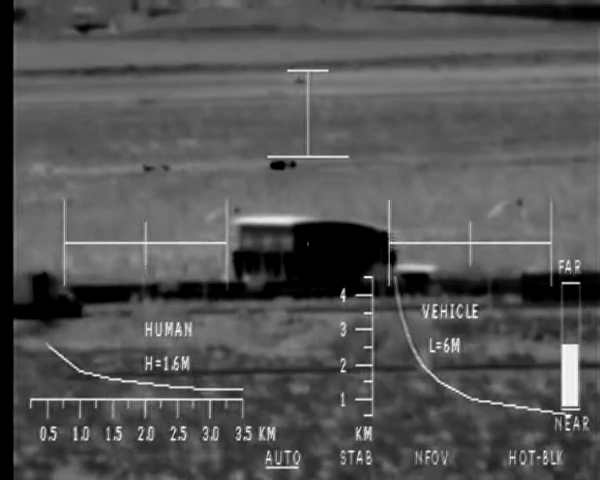 FAR
4
VEHICLE
3
HUMAN
L=6M
H=1.6M
2
1
NEAR
0.5 1.0 1.5 2.0 2.5 3.0 3.5 KM
KM
AUTO STAB NFOV HOT-BLK